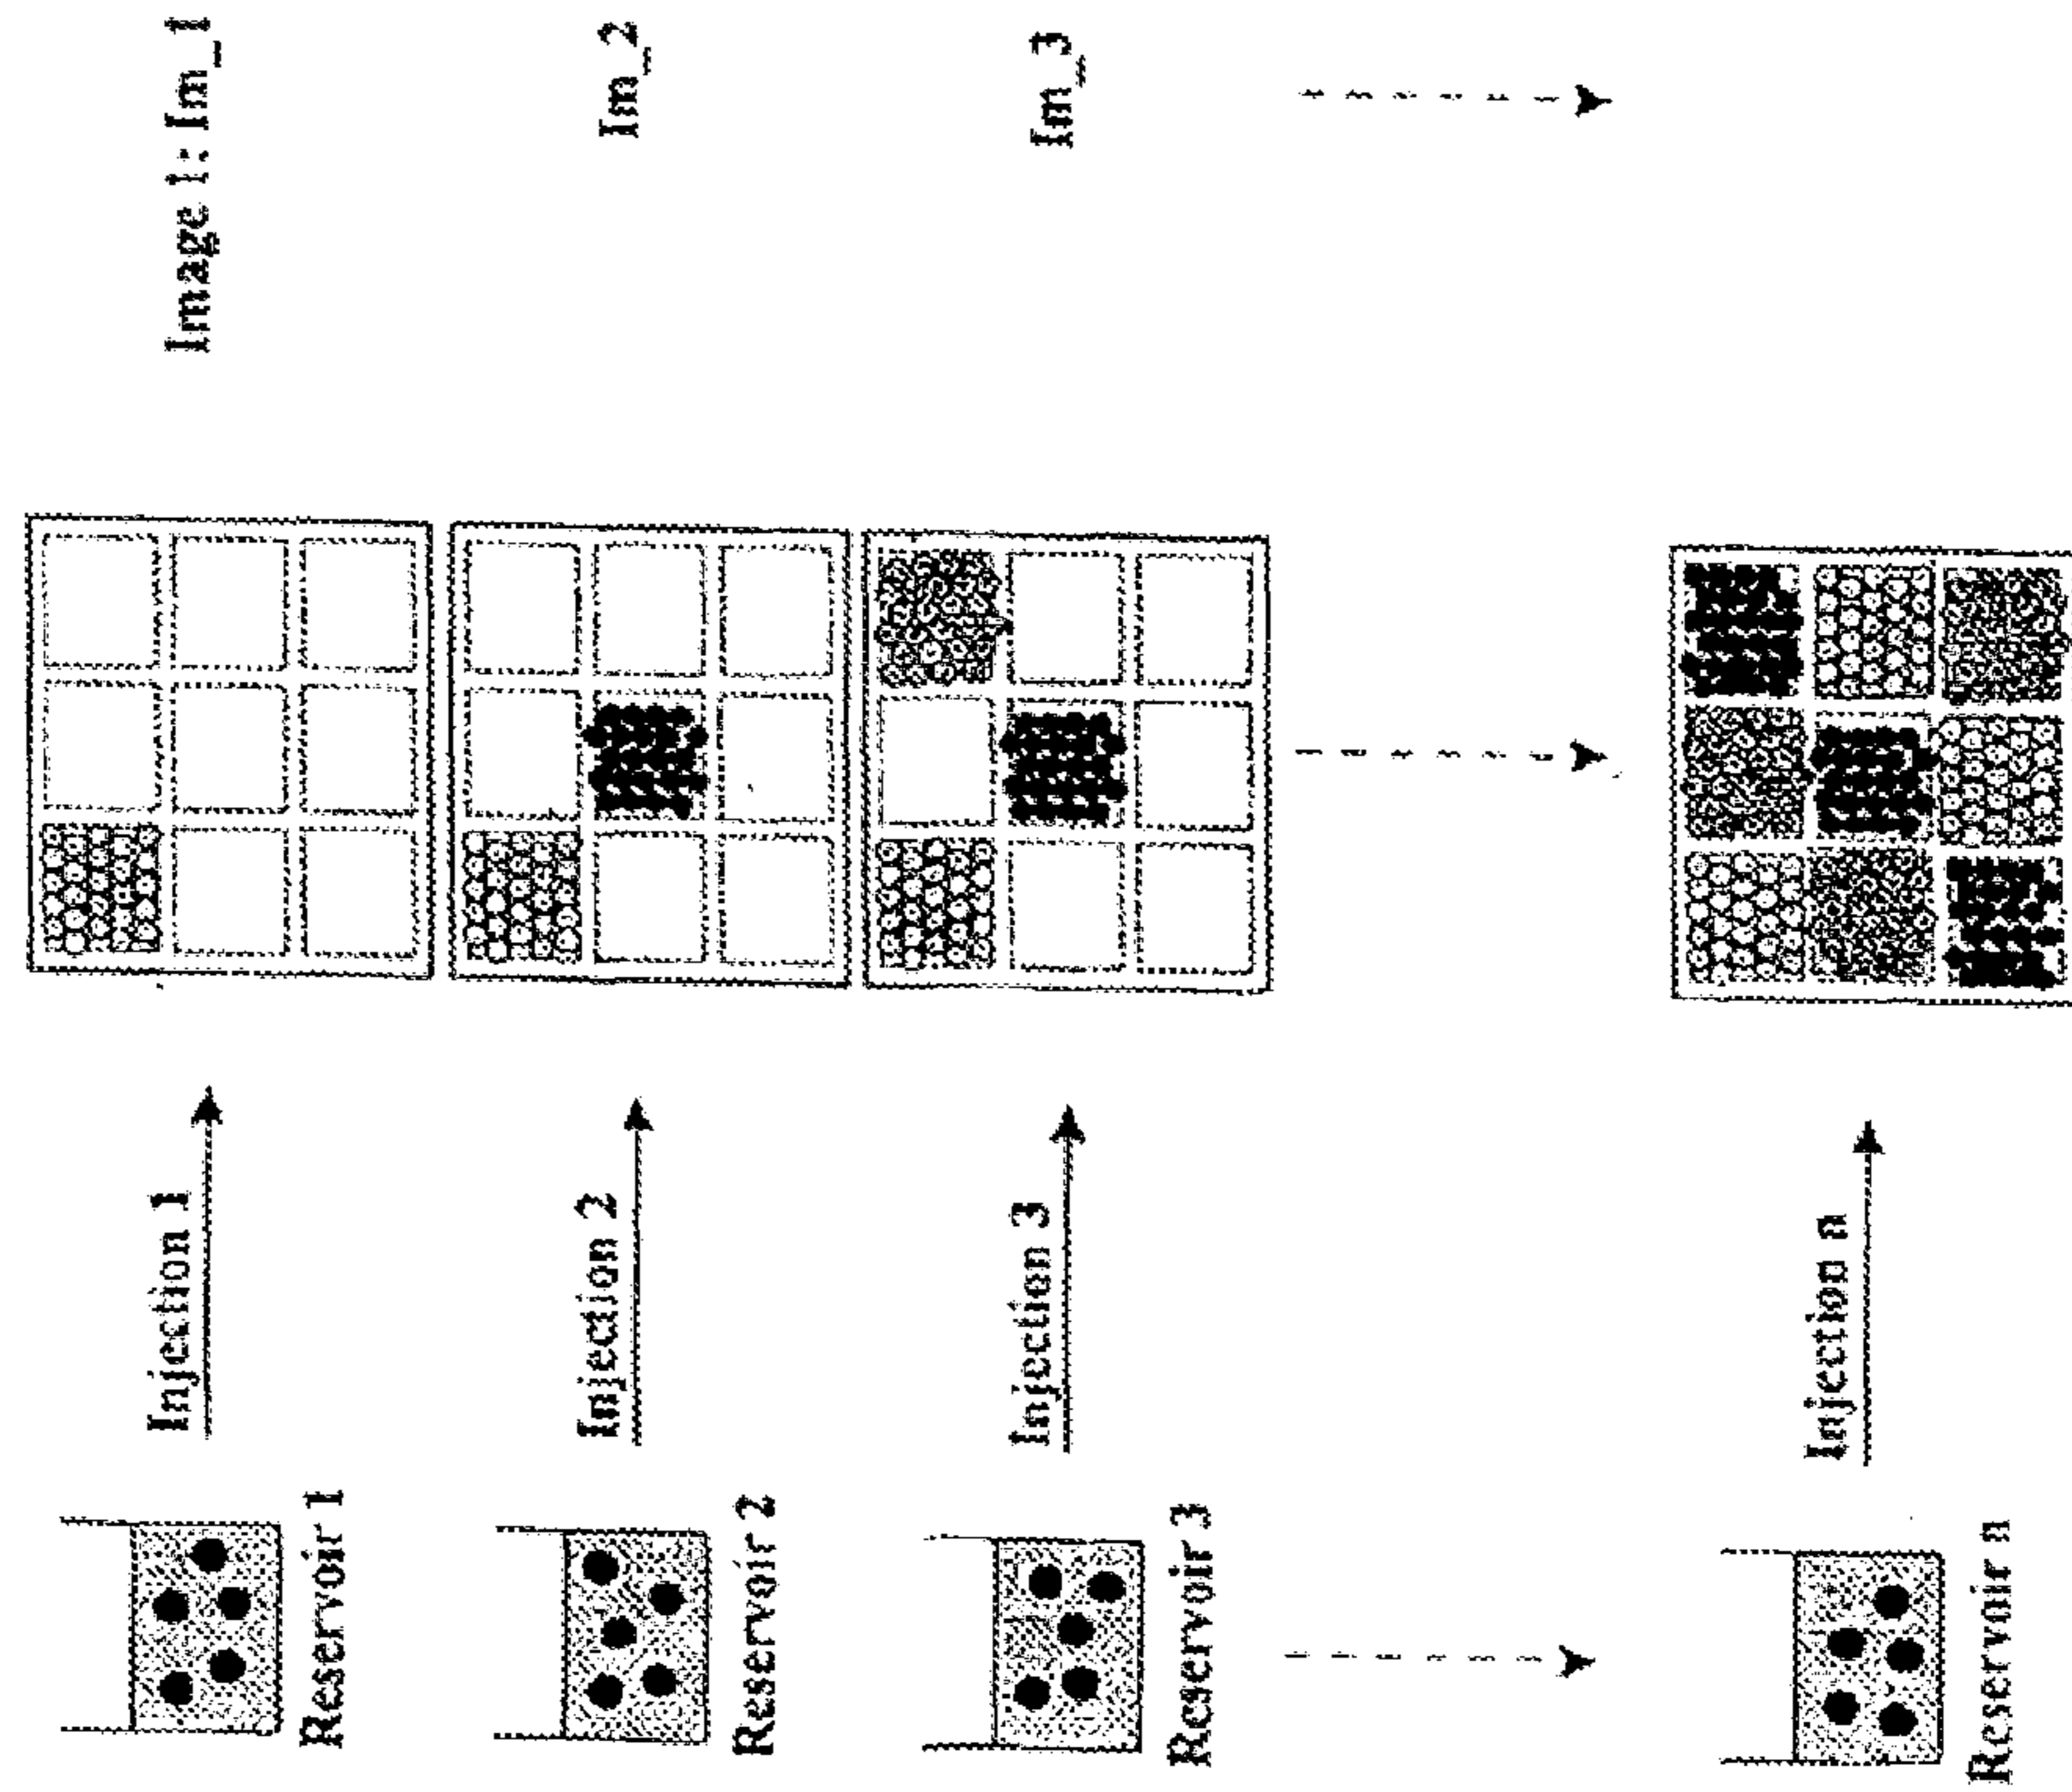 Reservoir 1
Injection 1
Image 1: Im_1
Reservoir 2
Injection 2
Im_2
Reservoir 3
Injection 3
Im_3
Reservoir n
Injection n